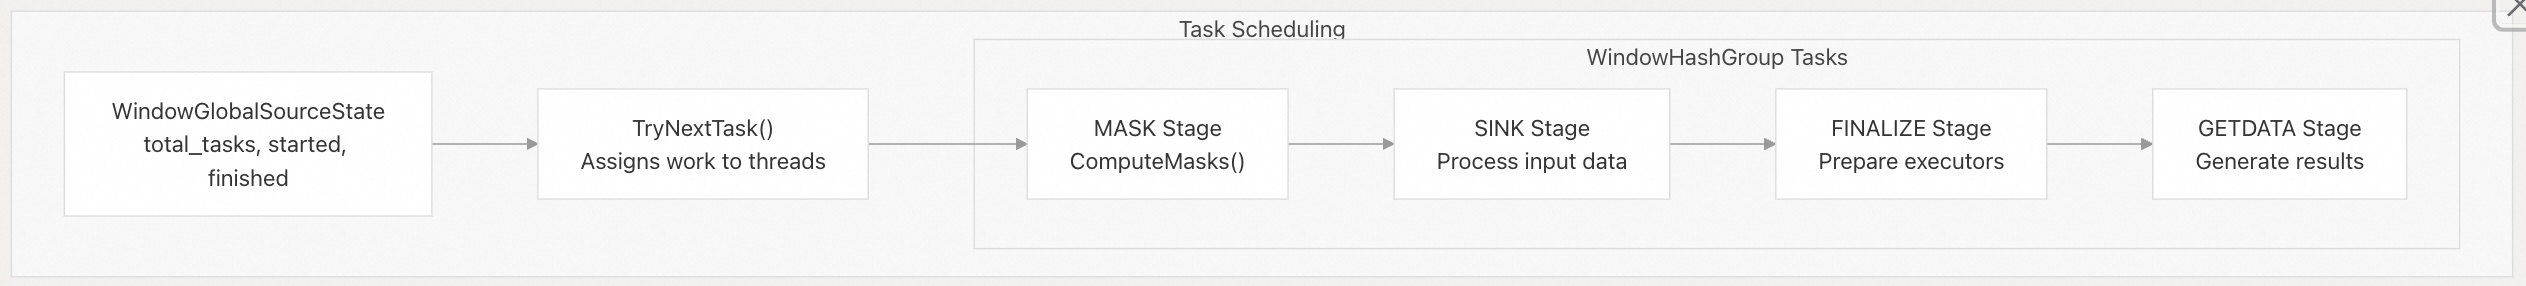 Task Scheduling
WindowHashGroup Tasks
WindowGlobalSourceState
total_tasks, started,
finished
TryNextTask()
Assigns work to threads
MASK Stage
ComputeMasks()
SINK Stage
Process input data
FINALIZE Stage
Prepare executors
GETDATA Stage
Generate results